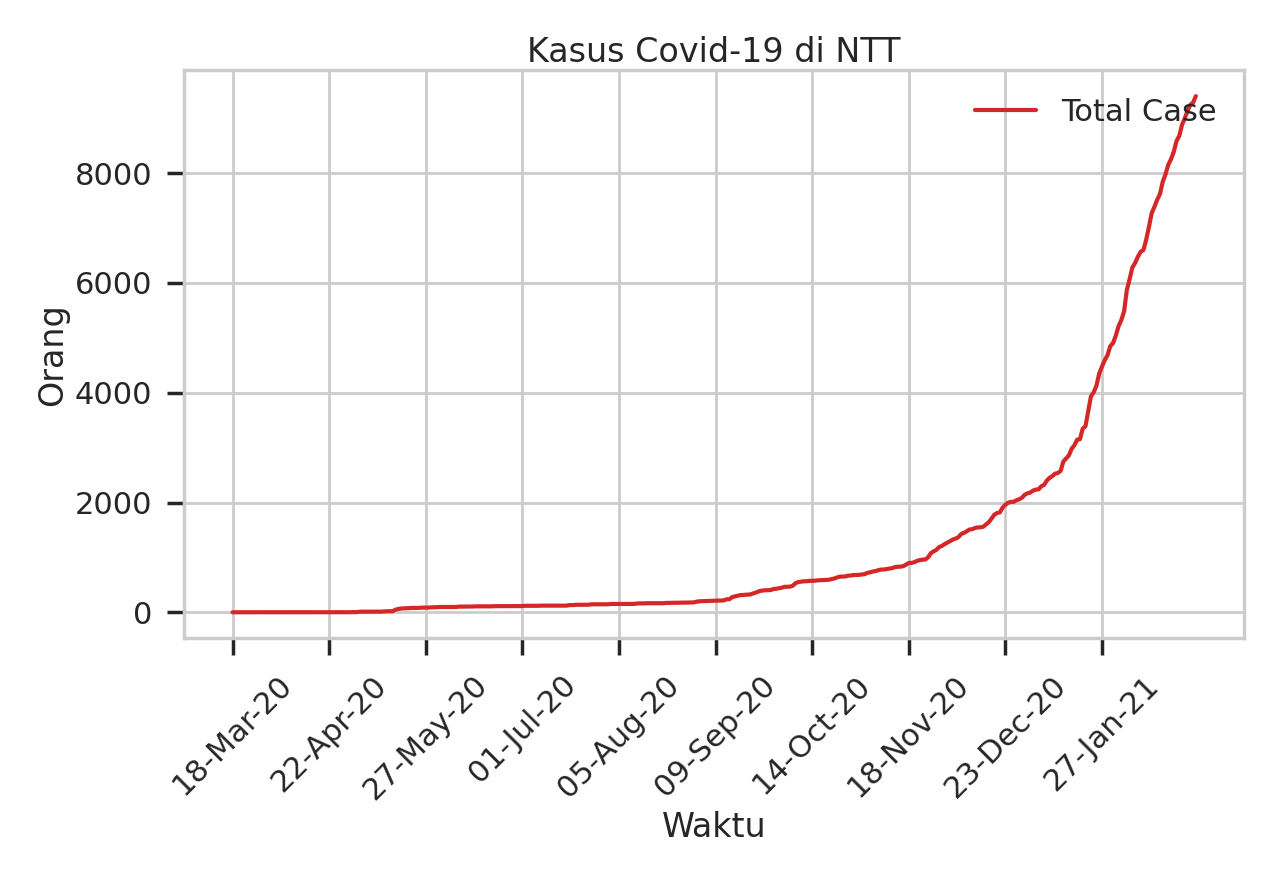 Kasus Covid-19 di NTT
Total Case
8000
6000
4000
2000
0
Orang
18-Mar-20
22-Apr-20
27-May-20
01-Jul-20
05-Aug-20
09-Sep-20
14-Oct-20
18-Nov-20
23-Dec-20
27-Jan-21
Waktu